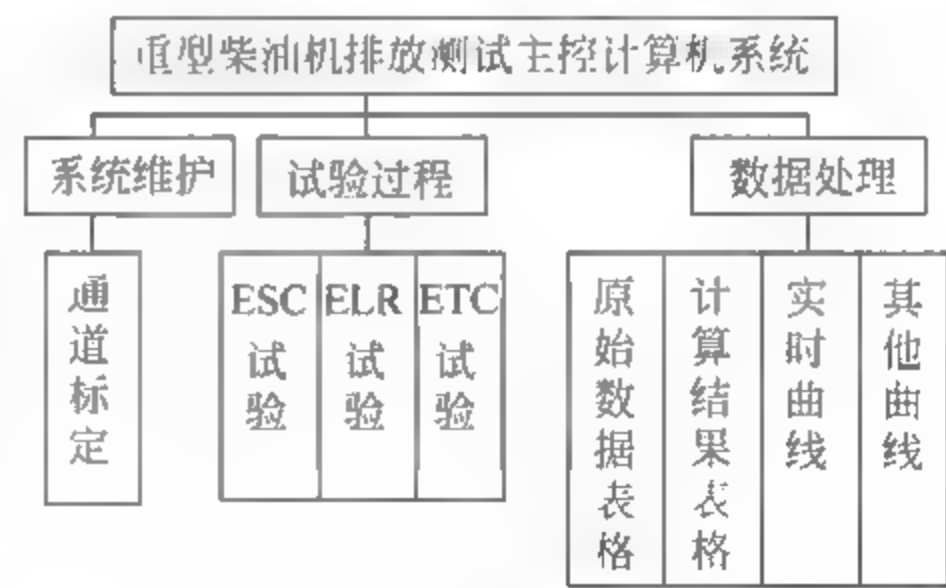 重型柴油机排放测试主控计算机系统
系统维护
试验过程
数据处理
通道标定
ESC试验
ELR试验
ETC试验
原始数据表格
计算结果表格
实时曲线
其他曲线